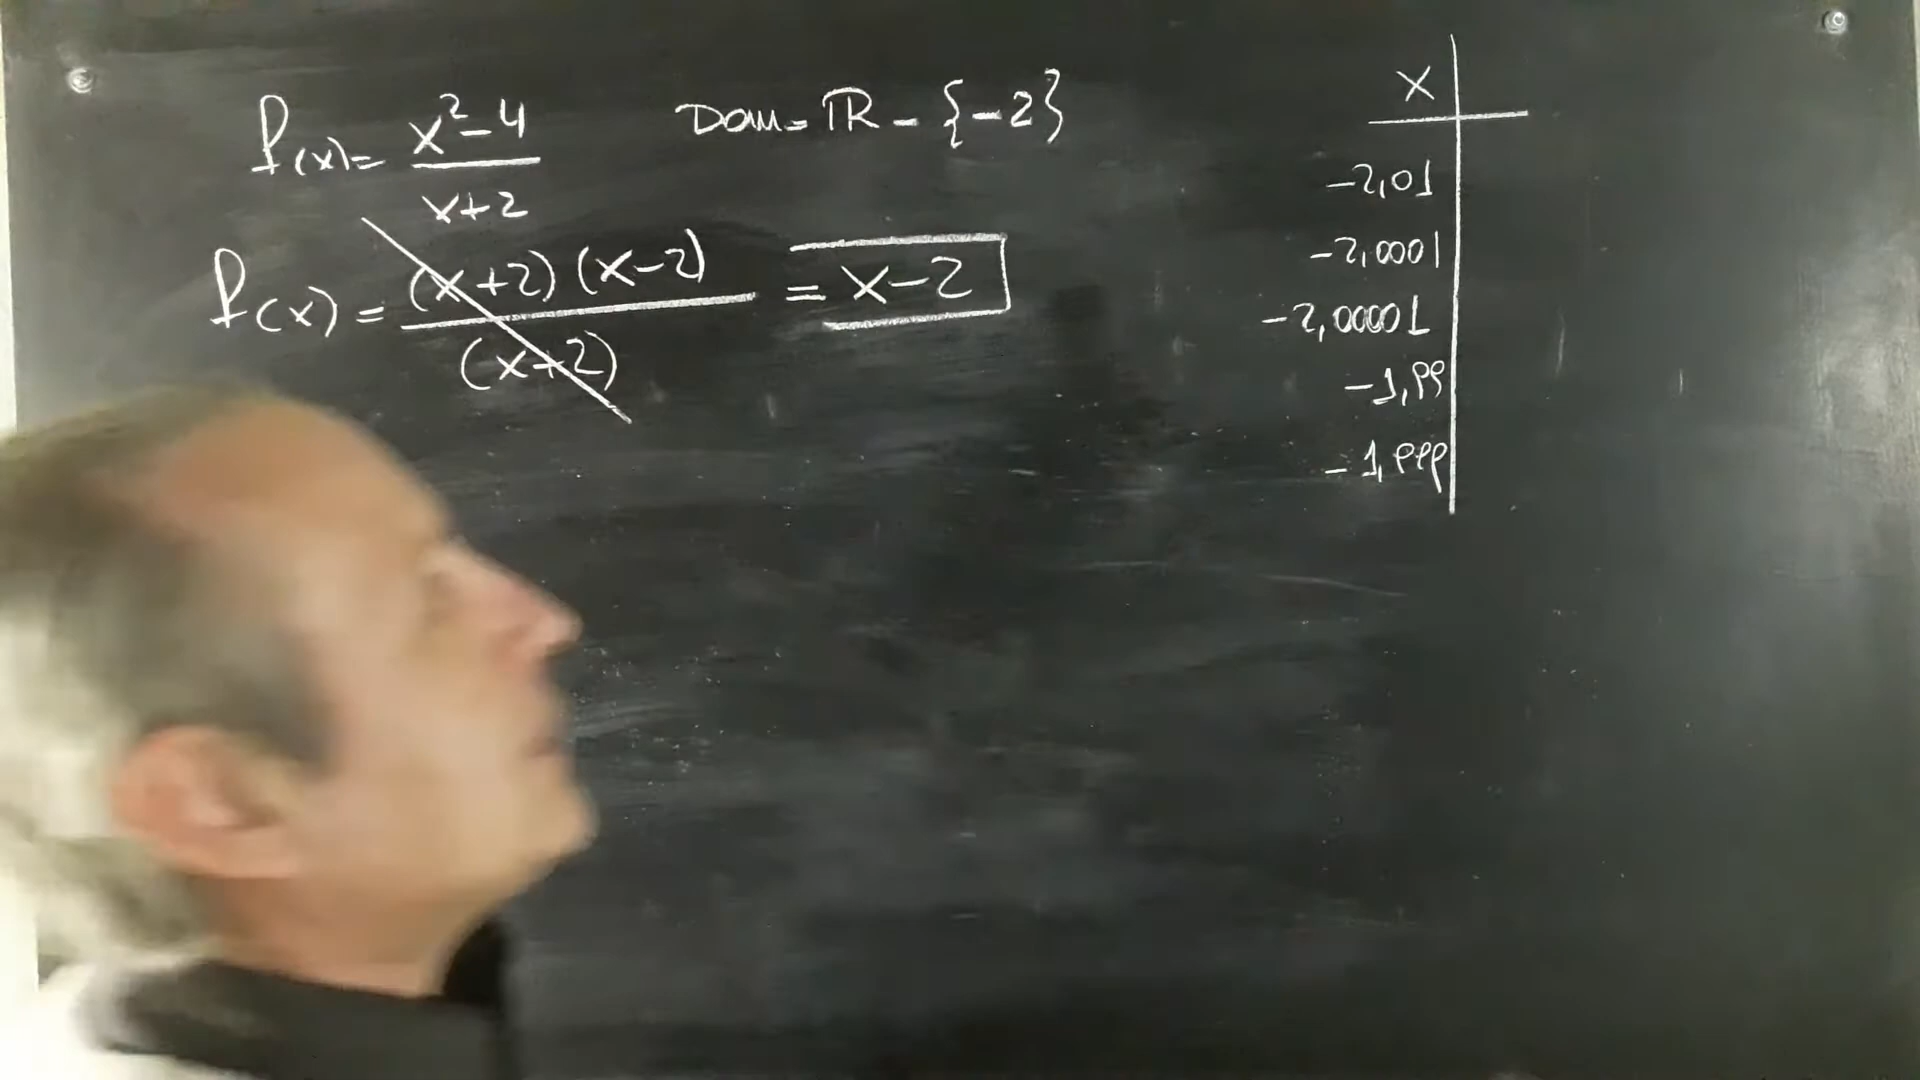 f(x)= x²-4 / x+2
Dom= ℝ - {-2}
f(x) = (x+2) (x-2) / (x+2) = x-2
x
-2,01
-2,0001
-2,00001
-1,99
-1,999